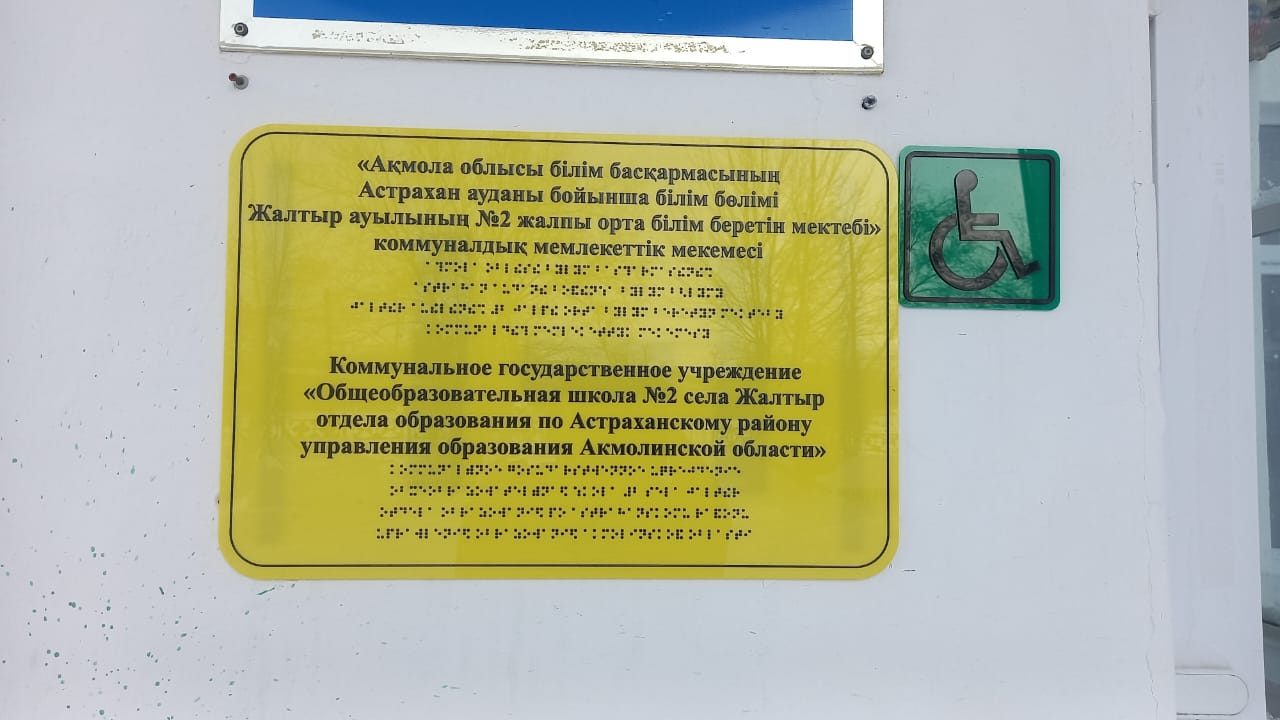 «Ақмола облысы білім басқармасының
Астрахан ауданы бойынша білім бөлімі
Жалтыр ауылының №2 жалпы орта білім беретін мектебі»
коммуналдық мемлекеттік мекемесі
Коммунальное государственное учреждение
«Общеобразовательная школа №2 села Жалтыр
отдела образования по Астраханскому району
управления образования Акмолинской области»